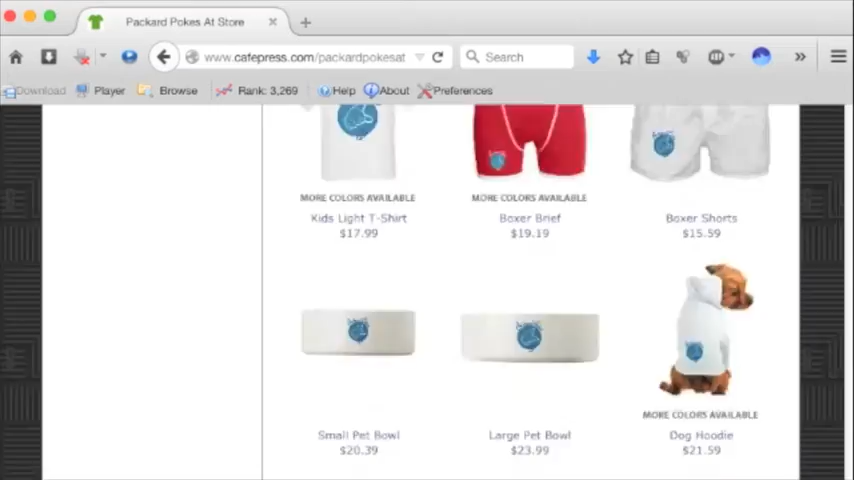 Packard Pokes At Store
www.cafepress.com/packardpokesat
Search
Download Player Browse Rank: 3,269 Help About Preferences
MORE COLORS AVAILABLE MORE COLORS AVAILABLE
Kids Light T-Shirt Boxer Brief Boxer Shorts
$17.99 $19.19 $15.59
MORE COLORS AVAILABLE
Small Pet Bowl Large Pet Bowl Dog Hoodie
$20.39 $23.99 $21.59